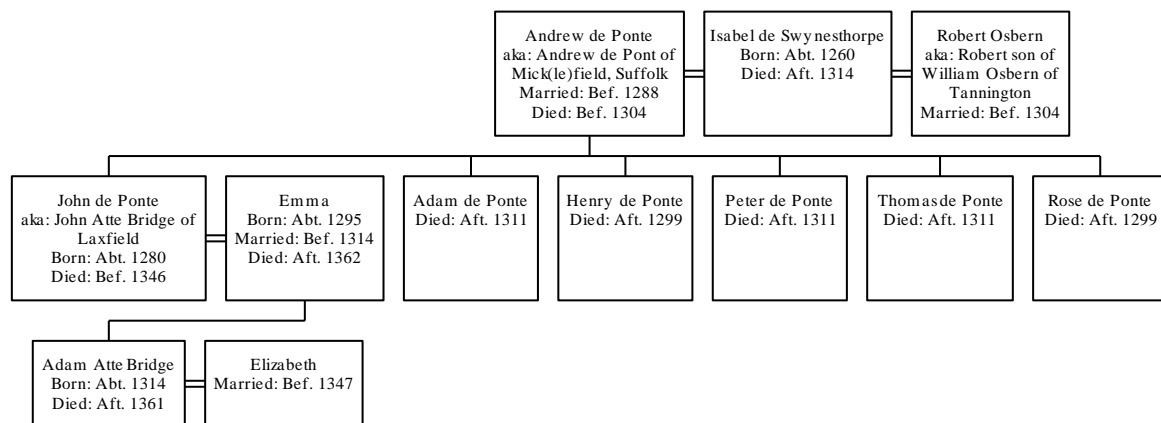 Andrew de Ponte
aka: Andrew de Pont of
Mick(le)field, Suffolk
Married: Bef. 1288
Died: Bef. 1304
Isabel de Swynesthorpe
Born: Abt. 1260
Died: Aft. 1314
Robert Osbern
aka: Robert son of
William Osbern of
Tannington
Married: Bef. 1304
John de Ponte
aka: John Atte Bridge of
Laxfield
Born: Abt. 1280
Died: Bef. 1346
Emma
Born: Abt. 1295
Married: Bef. 1314
Died: Aft. 1362
Adam de Ponte
Died: Aft. 1311
Henry de Ponte
Died: Aft. 1299
Peter de Ponte
Died: Aft. 1311
Thomas de Ponte
Died: Aft. 1311
Rose de Ponte
Died: Aft. 1299
Adam Atte Bridge
Born: Abt. 1314
Died: Aft. 1361
Elizabeth
Married: Bef. 1347